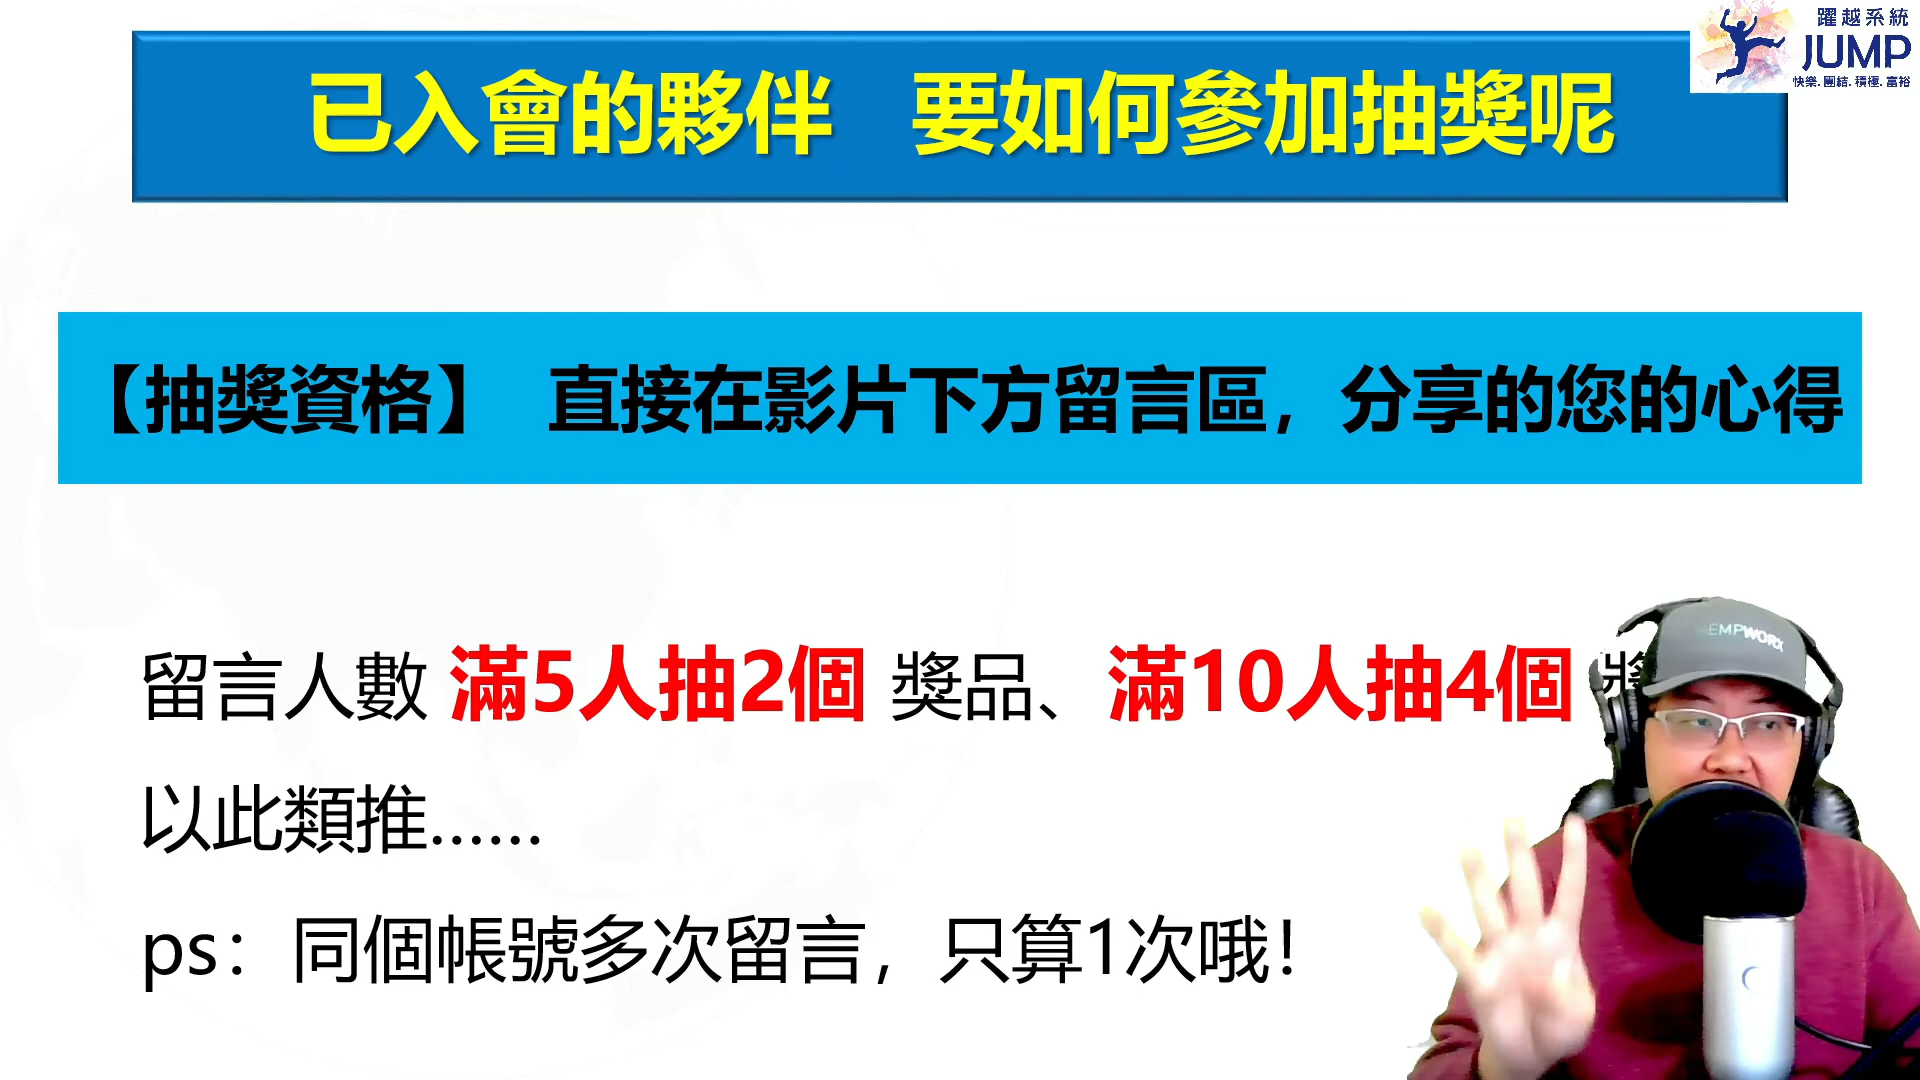 躍越系統
JUMP
快樂. 團結. 積極. 富裕
已入會的夥伴 要如何參加抽獎呢
【抽獎資格】 直接在影片下方留言區，分享的您的心得
留言人數 滿5人抽2個 獎品、滿10人抽4個 獎
以此類推......
ps：同個帳號多次留言，只算1次哦！
EMPWORX